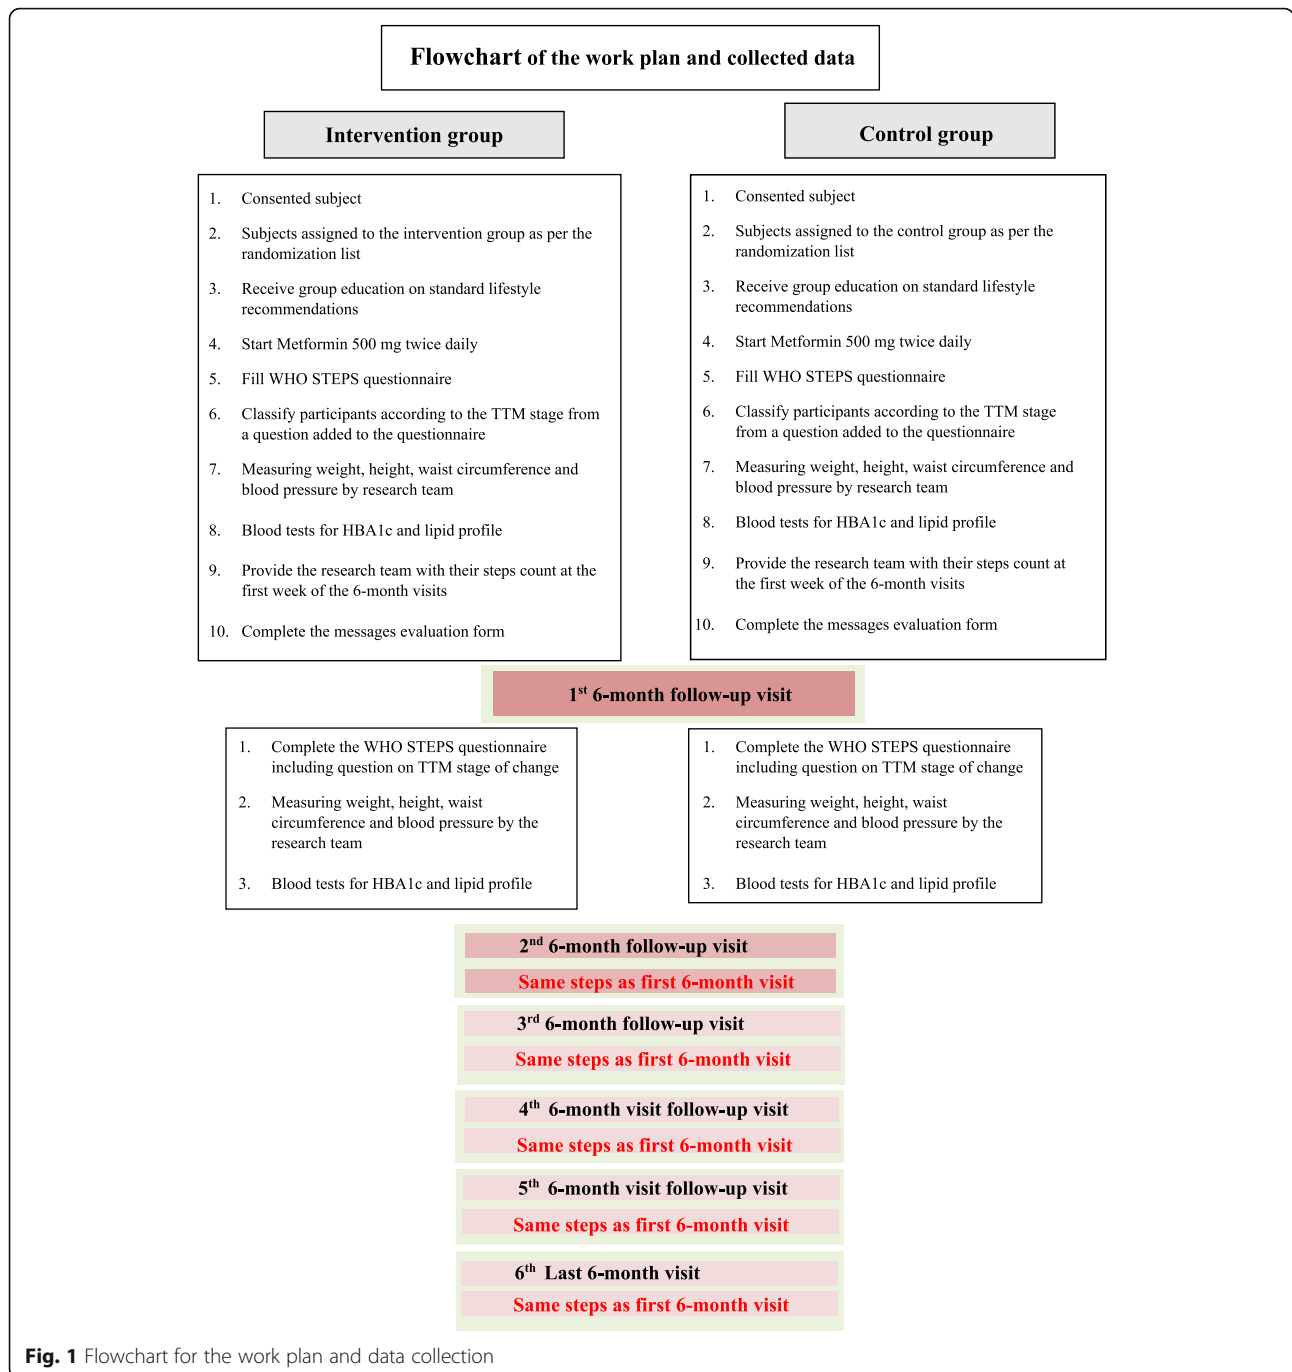 Flowchart of the work plan and collected data
Intervention group
1. Consented subject
2. Subjects assigned to the intervention group as per the
randomization list
3. Receive group education on standard lifestyle
recommendations
4. Start Metformin 500 mg twice daily
5. Fill WHO STEPS questionnaire
6. Classify participants according to the TTM stage from
a question added to the questionnaire
7. Measuring weight, height, waist circumference and
blood pressure by research team
8. Blood tests for HBA1c and lipid profile
9. Provide the research team with their steps count at the
first week of the 6-month visits
10. Complete the messages evaluation form
Control group
1. Consented subject
2. Subjects assigned to the control group as per the
randomization list
3. Receive group education on standard lifestyle
recommendations
4. Start Metformin 500 mg twice daily
5. Fill WHO STEPS questionnaire
6. Classify participants according to the TTM stage
from a question added to the questionnaire
7. Measuring weight, height, waist circumference and
blood pressure by research team
8. Blood tests for HBA1c and lipid profile
9. Provide the research team with their steps count at
the first week of the 6-month visits
10. Complete the messages evaluation form
1st 6-month follow-up visit
1. Complete the WHO STEPS questionnaire
including question on TTM stage of change
2. Measuring weight, height, waist
circumference and blood pressure by the
research team
3. Blood tests for HBA1c and lipid profile
1. Complete the WHO STEPS questionnaire
including question on TTM stage of change
2. Measuring weight, height, waist
circumference and blood pressure by the
research team
3. Blood tests for HBA1c and lipid profile
2nd 6-month follow-up visit
Same steps as first 6-month visit
3rd 6-month follow-up visit
Same steps as first 6-month visit
4th 6-month visit follow-up visit
Same steps as first 6-month visit
5th 6-month visit follow-up visit
Same steps as first 6-month visit
6th Last 6-month visit
Same steps as first 6-month visit
Fig. 1 Flowchart for the work plan and data collection